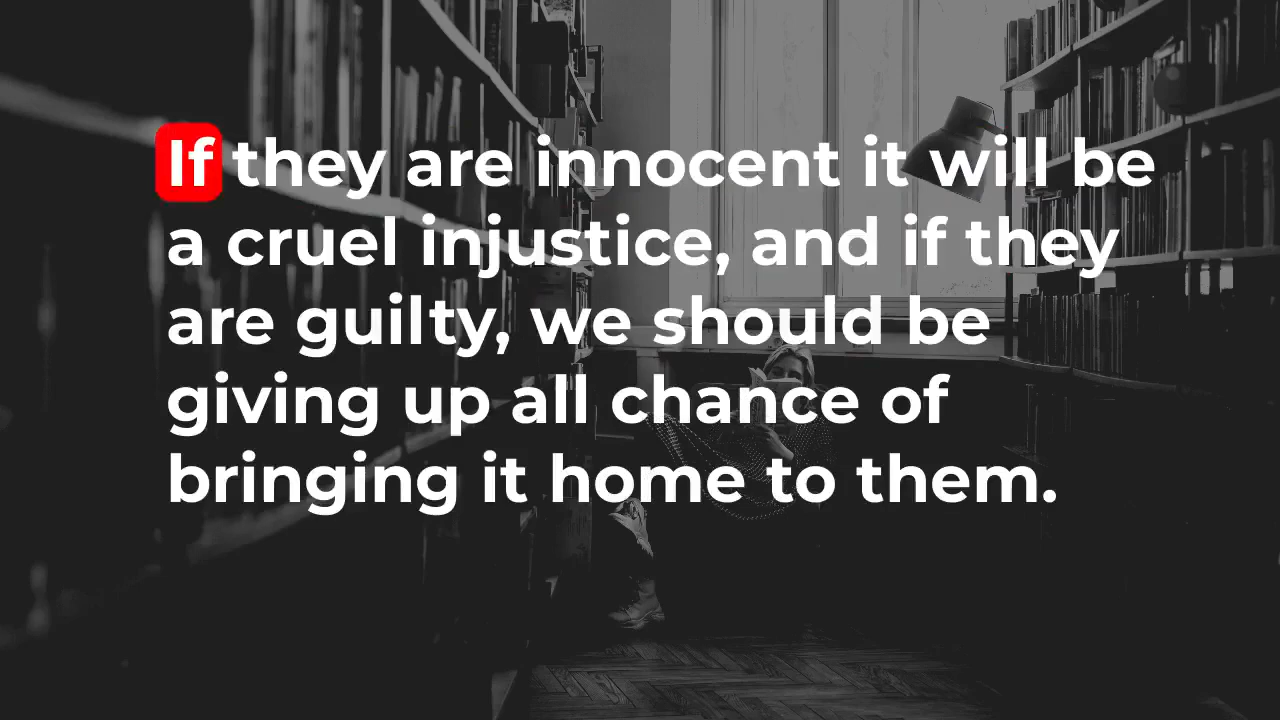 If they are innocent it will be
a cruel injustice, and if they
are guilty, we should be
giving up all chance of
bringing it home to them.